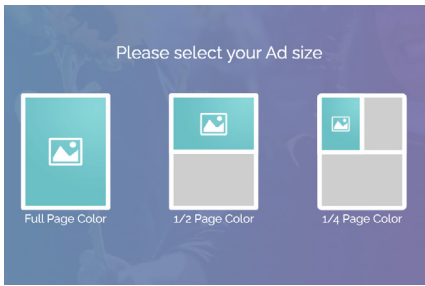 Please select your Ad size
Full Page Color
1/2 Page Color
1/4 Page Color